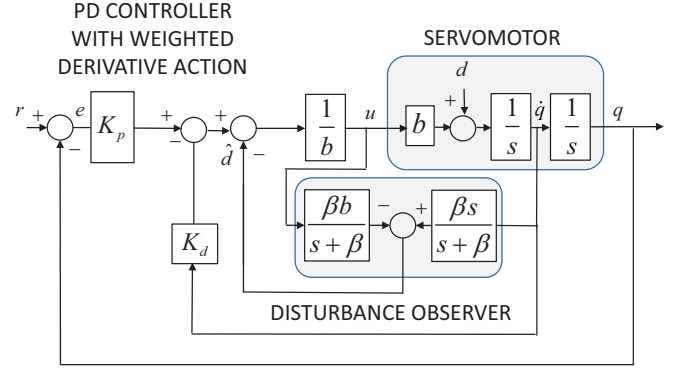 PD CONTROLLER
WITH WEIGHTED
DERIVATIVE ACTION
SERVOMOTOR
r + e K_p + + 1/b u b + d 1/s q̇ 1/s q
− − d̂ −
βb/(s + β) − + βs/(s + β)
K_d
DISTURBANCE OBSERVER